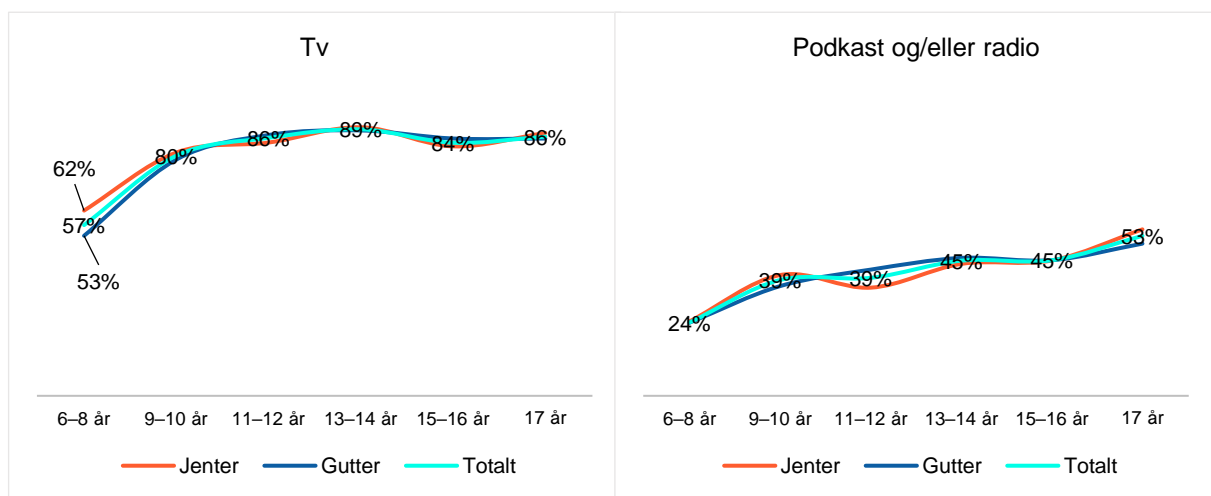 Tv
62%
57%
53%
80%
86%
89%
84%
86%
6–8 år 9–10 år 11–12 år 13–14 år 15–16 år 17 år
Jenter Gutter Totalt
Podkast og/eller radio
24%
39%
39%
45%
45%
53%
6–8 år 9–10 år 11–12 år 13–14 år 15–16 år 17 år
Jenter Gutter Totalt